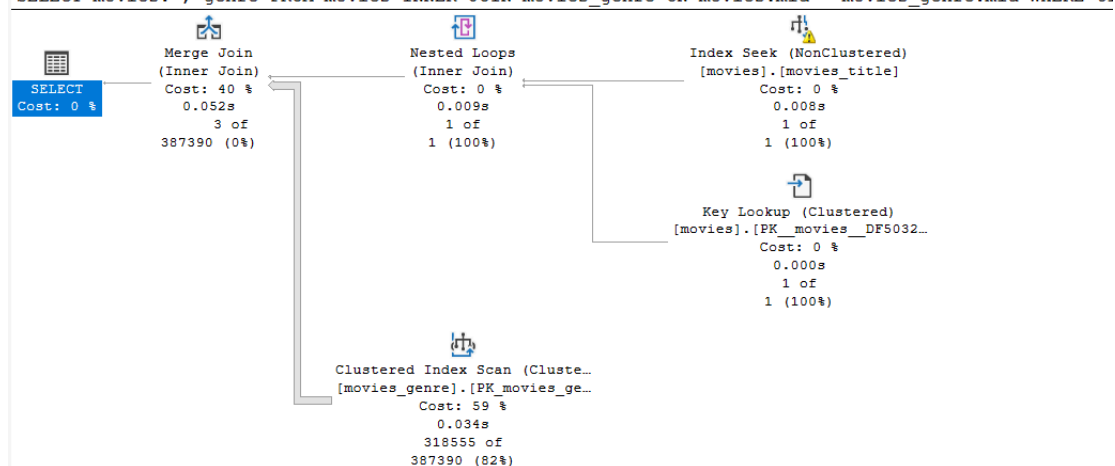 Merge Join
(Inner Join)
Cost: 40 %
0.052s
3 of
387390 (0%)
Nested Loops
(Inner Join)
Cost: 0 %
0.009s
1 of
1 (100%)
Index Seek (NonClustered)
[movies].[movies_title]
Cost: 0 %
0.008s
1 of
1 (100%)
SELECT
Cost: 0 %
Key Lookup (Clustered)
[movies].[PK__movies__DF5032…
Cost: 0 %
0.000s
1 of
1 (100%)
Clustered Index Scan (Cluste…
[movies_genre].[PK_movies_ge…
Cost: 59 %
0.034s
318555 of
387390 (82%)